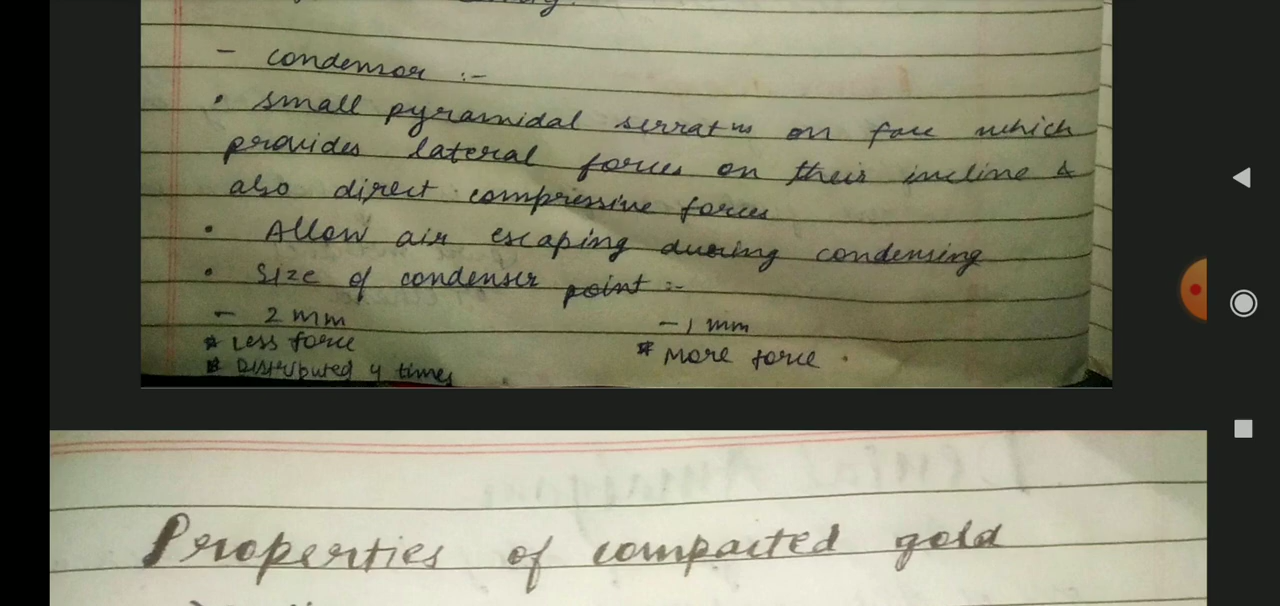 - condensor :-
• small pyramidal serratns on face which
provides lateral forces on their incline &
also direct compressive forces
• Allow air escaping during condensing
• Size of condenser point :-
- 2 mm - 1 mm
* Less force * More force.
* Distributed 4 times
Properties of compacted gold